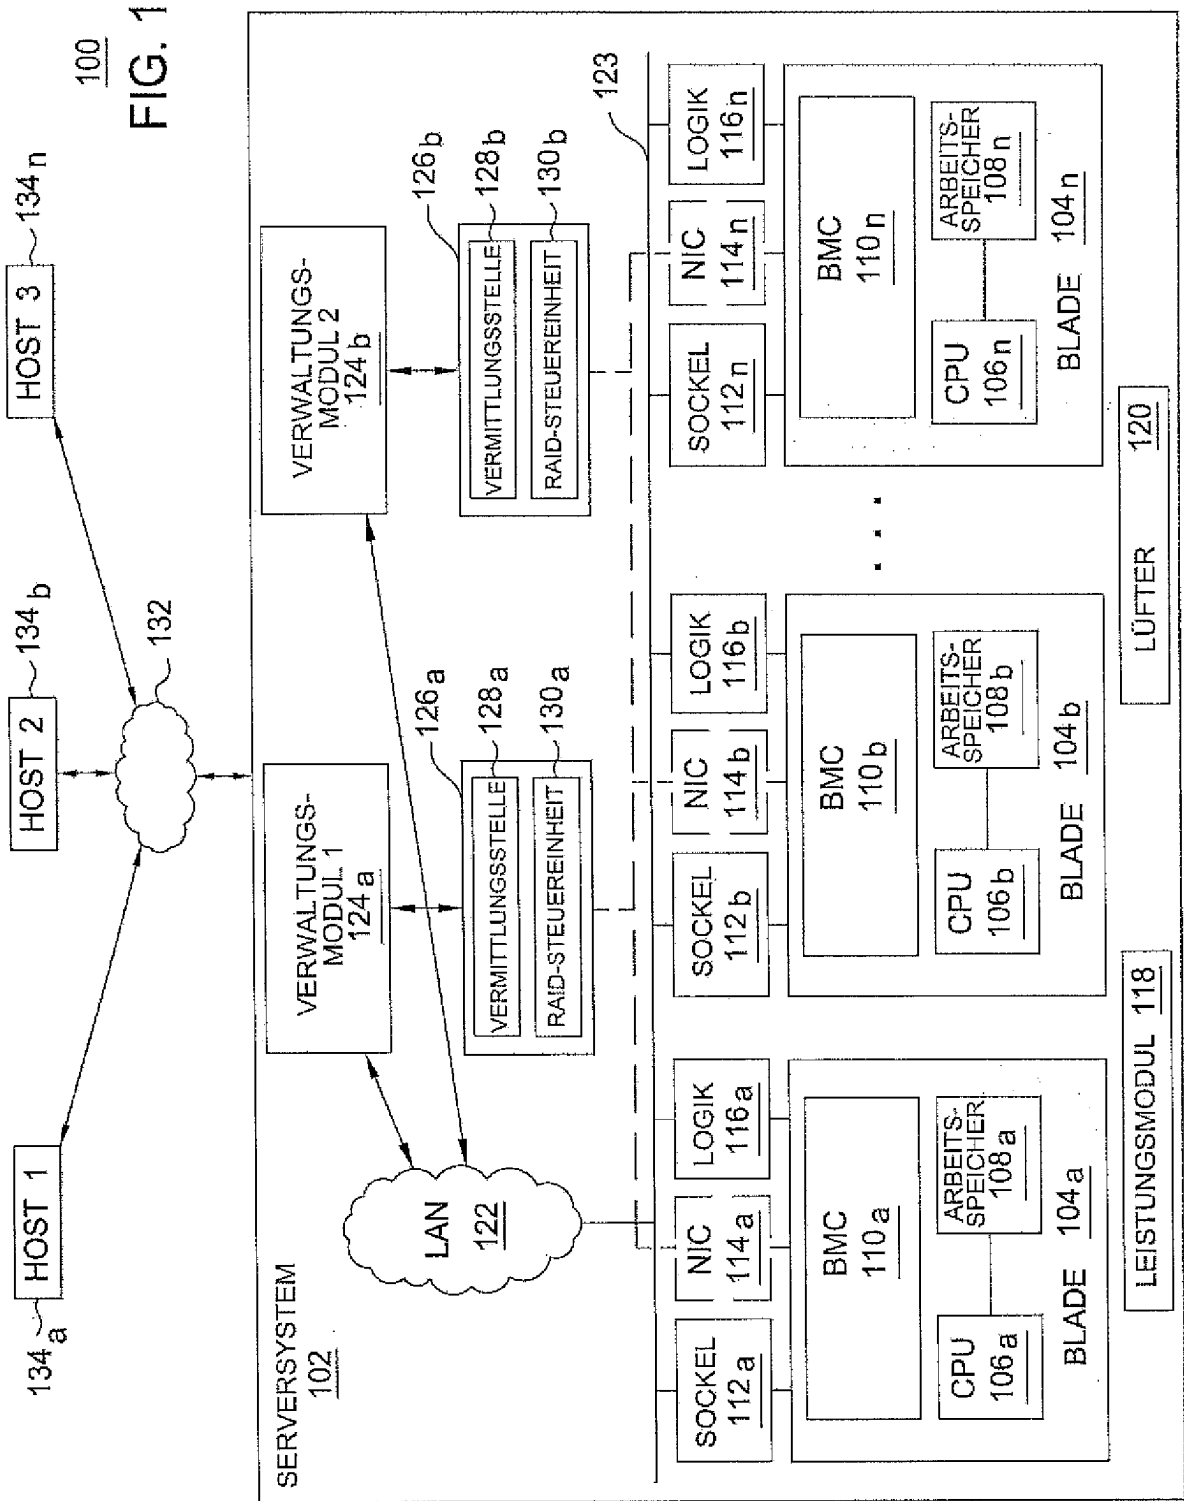 100
FIG. 1
HOST 1
134a
HOST 2
134b
HOST 3
134n
132
SERVERSYSTEM
102
VERWALTUNGS-
MODUL 1
124a
VERWALTUNGS-
MODUL 2
124b
LAN
122
126a
VERMITTLUNGSSTELLE
128a
RAID-STEUEREINHEIT
130a
126b
VERMITTLUNGSSTELLE
128b
RAID-STEUEREINHEIT
130b
123
SOCKEL
112a
NIC
114a
LOGIK
116a
SOCKEL
112b
NIC
114b
LOGIK
116b
SOCKEL
112n
NIC
114n
LOGIK
116n
BMC
110a
CPU
106a
ARBEITS-
SPEICHER
108a
BLADE 104a
BMC
110b
CPU
106b
ARBEITS-
SPEICHER
108b
BLADE 104b
...
BMC
110n
CPU
106n
ARBEITS-
SPEICHER
108n
BLADE 104n
LEISTUNGSMODUL 118
LÜFTER 120